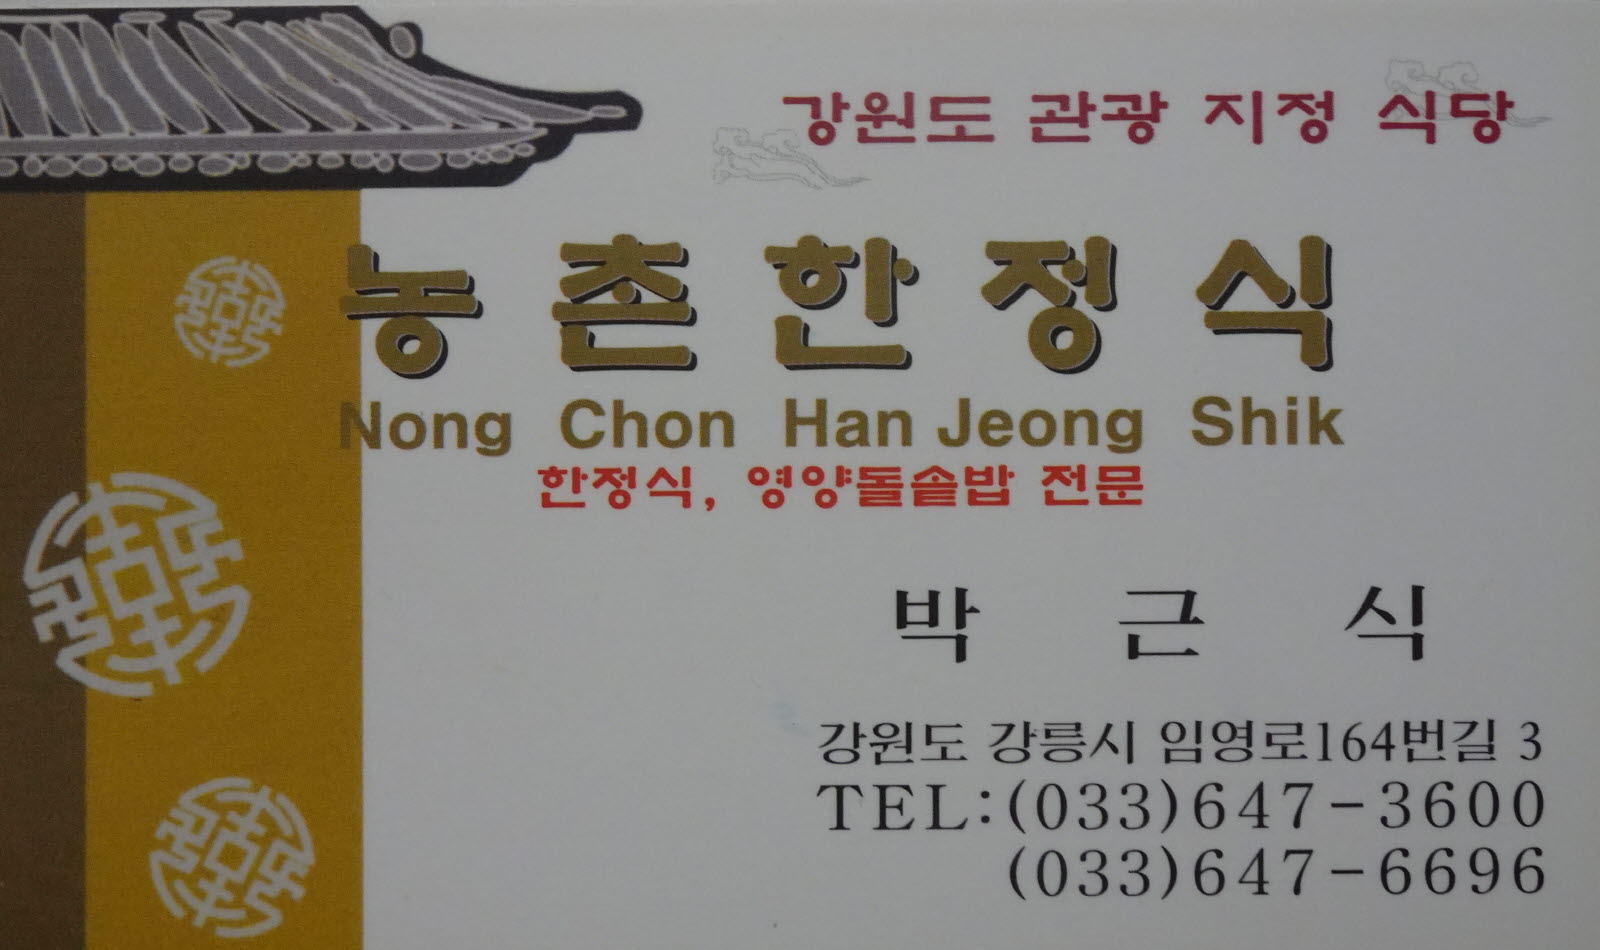 강원도 관광 지정 식당
농촌한정식
Nong Chon Han Jeong Shik
한정식, 영양돌솥밥 전문
박 근 식
강원도 강릉시 임영로164번길 3
TEL:(033)647-3600
(033)647-6696